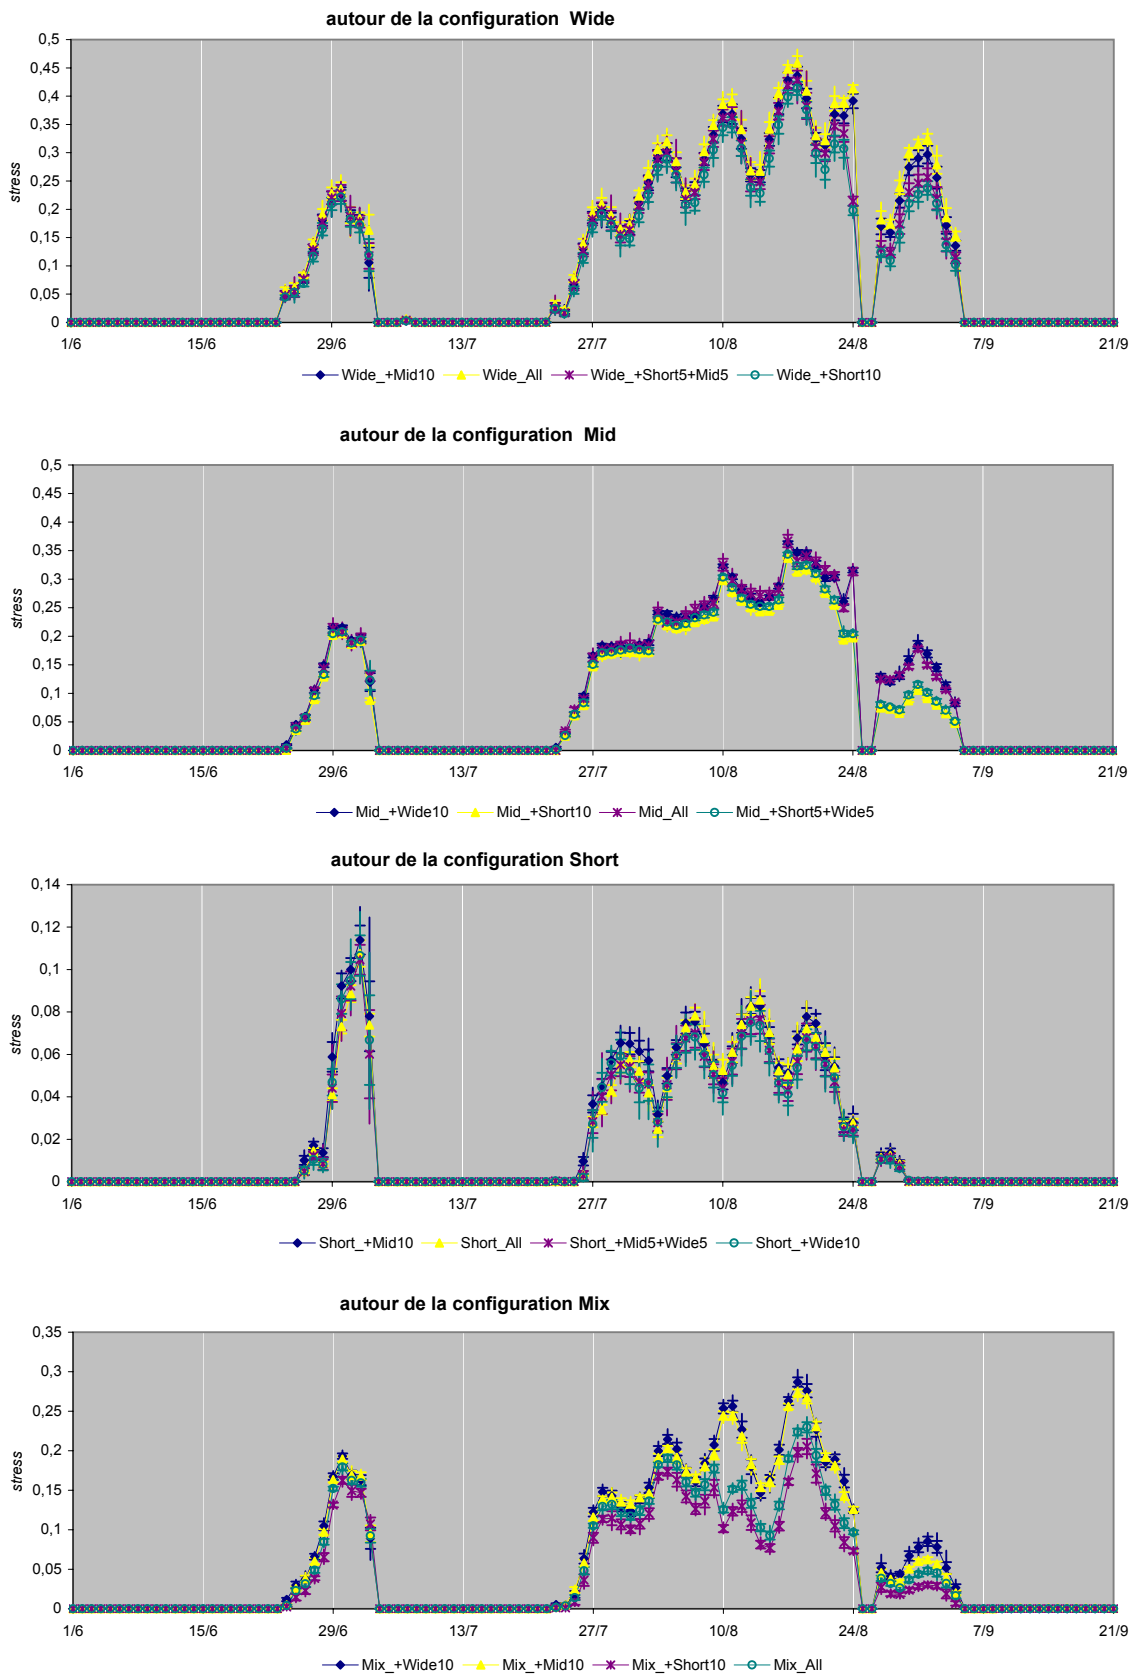 autour de la configuration Wide
0,5
0,45
0,4
0,35
0,3
0,25
0,2
0,15
0,1
0,05
0
stress
1/6 15/6 29/6 13/7 27/7 10/8 24/8 7/9 21/9
Wide_+Mid10 Wide_All Wide_+Short5+Mid5 Wide_+Short10
autour de la configuration Mid
0,5
0,45
0,4
0,35
0,3
0,25
0,2
0,15
0,1
0,05
0
stress
1/6 15/6 29/6 13/7 27/7 10/8 24/8 7/9 21/9
Mid_+Wide10 Mid_+Short10 Mid_All Mid_+Short5+Wide5
autour de la configuration Short
0,14
0,12
0,1
0,08
0,06
0,04
0,02
0
stress
1/6 15/6 29/6 13/7 27/7 10/8 24/8 7/9 21/9
Short_+Mid10 Short_All Short_+Mid5+Wide5 Short_+Wide10
autour de la configuration Mix
0,35
0,3
0,25
0,2
0,15
0,1
0,05
0
stress
1/6 15/6 29/6 13/7 27/7 10/8 24/8 7/9 21/9
Mix_+Wide10 Mix_+Mid10 Mix_+Short10 Mix_All